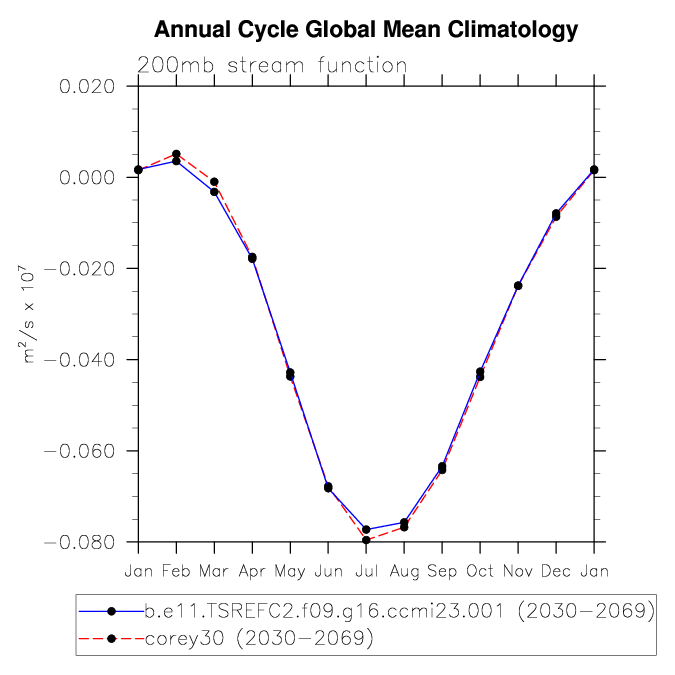 Annual Cycle Global Mean Climatology
200mb stream function
0.020
0.000
−0.020
−0.040
−0.060
−0.080
m²/s x 10⁷
Jan Feb Mar Apr May Jun Jul Aug Sep Oct Nov Dec Jan
b.e11.TSREFC2.f09.g16.ccmi23.001 (2030−2069)
corey30 (2030−2069)